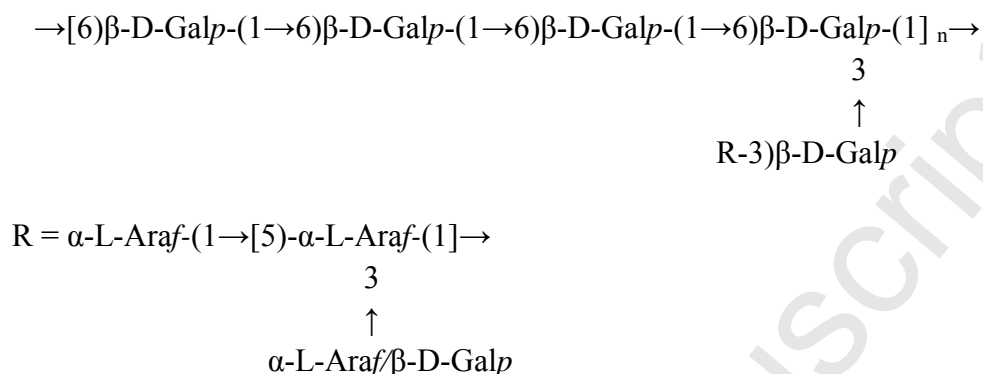 →[6)β-D-Galp-(1→6)β-D-Galp-(1→6)β-D-Galp-(1→6)β-D-Galp-(1] n→
3
↑
R-3)β-D-Galp
R = α-L-Araf-(1→[5)-α-L-Araf-(1]→
3
↑
α-L-Araf/β-D-Galp